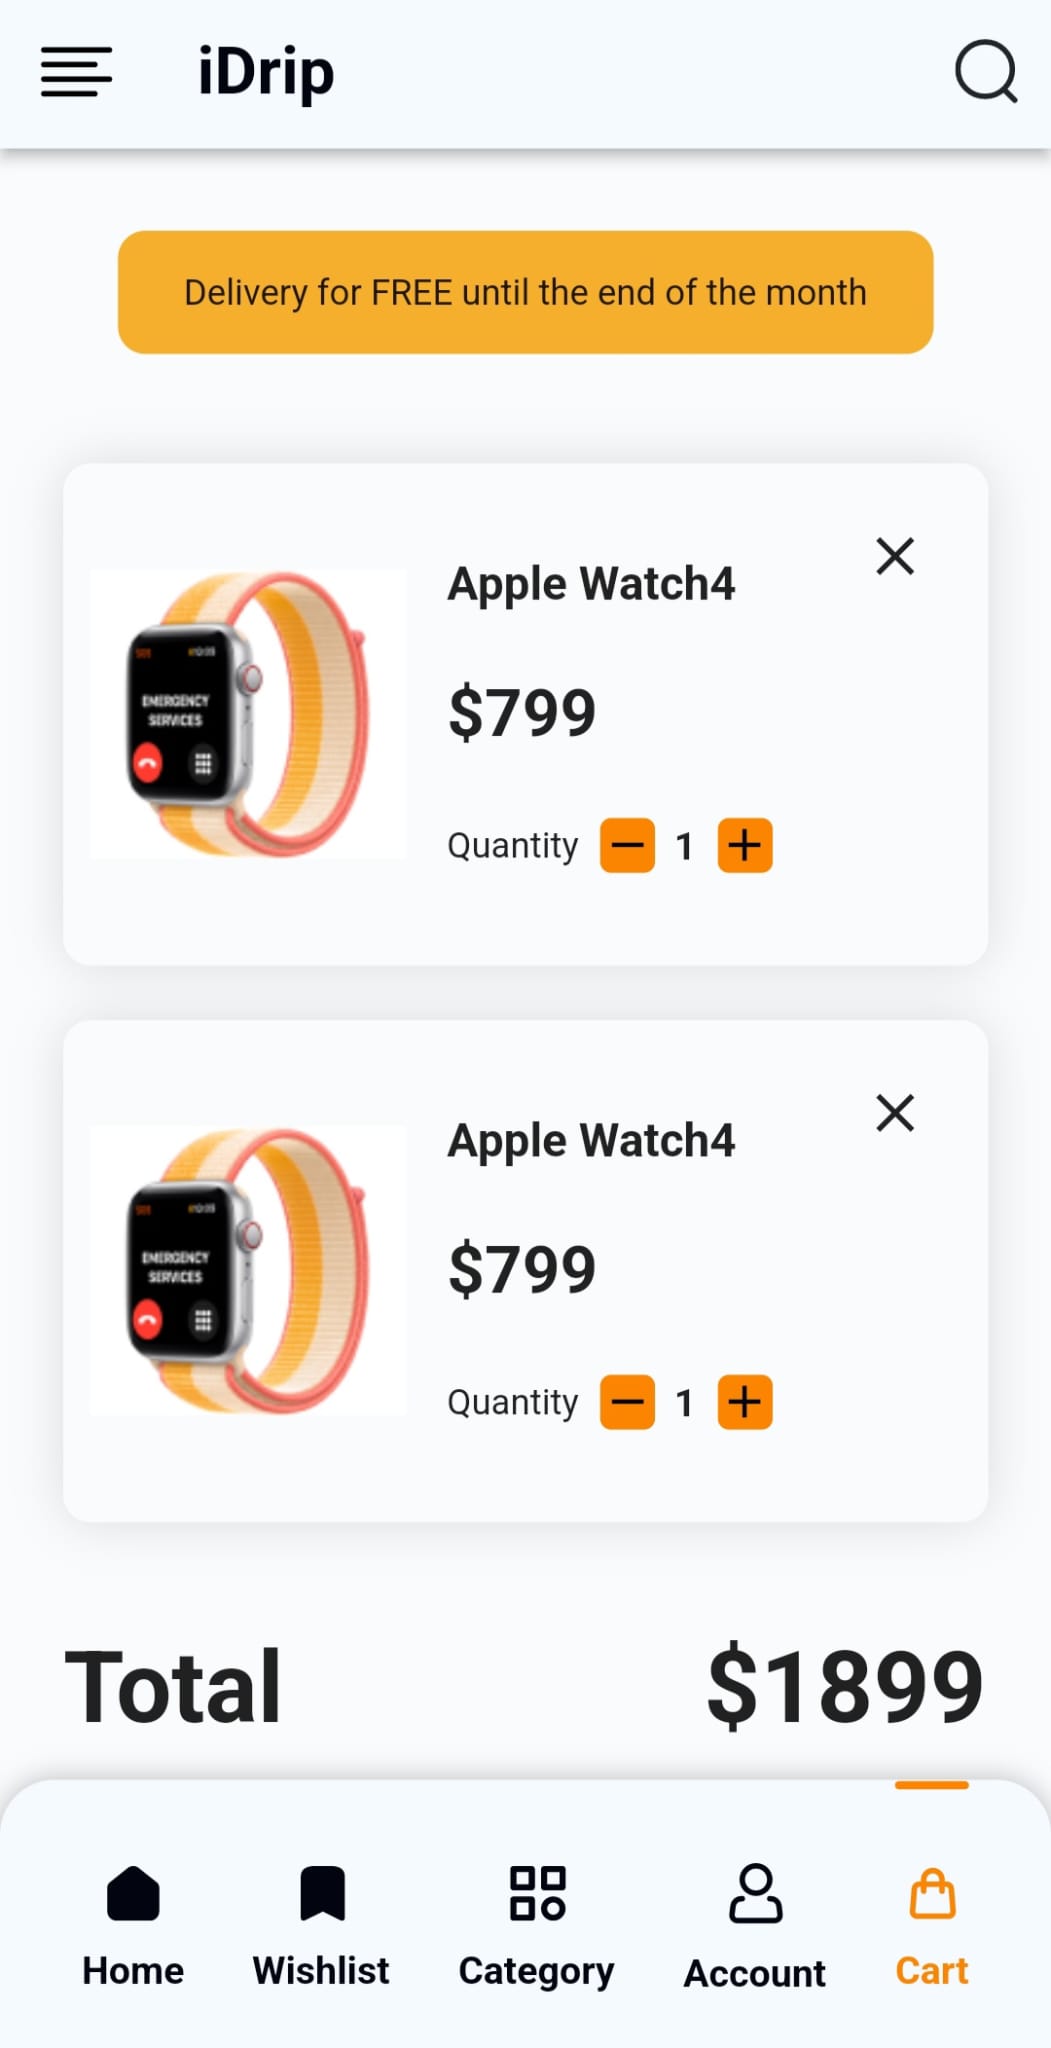 iDrip
Delivery for FREE until the end of the month
Apple Watch4
$799
EMERGENCY
SERVICES
Quantity 1
Apple Watch4
$799
EMERGENCY
SERVICES
Quantity 1
Total $1899
Home Wishlist Category Account Cart